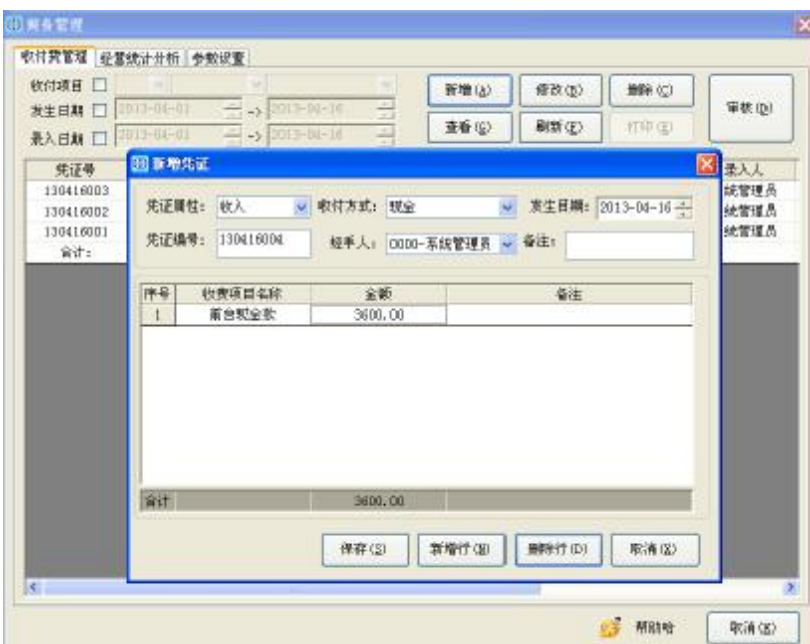 财务管理
收付费管理 经营统计分析 参数设置
收付项目
发生日期 2013-04-01 -> 2013-04-16
录入日期 2013-04-01 -> 2013-04-16
新增(A) 修改(B) 删除(C)
查看(G) 刷新(F) 打印(E)
审核(D)
凭证号 录入人
130416003 统管理员
130416002 统管理员
130416001 统管理员
合计:
新增凭证
凭证属性: 收入 收付方式: 现金 发生日期: 2013-04-16
凭证编号: 130416004 经手人: 0000-系统管理员 备注:
序号 收费项目名称 金额 备注
1 前台现金款 3600.00
合计 3600.00
保存(S) 新增行(N) 删除行(D) 取消(X)
帮助 取消(X)